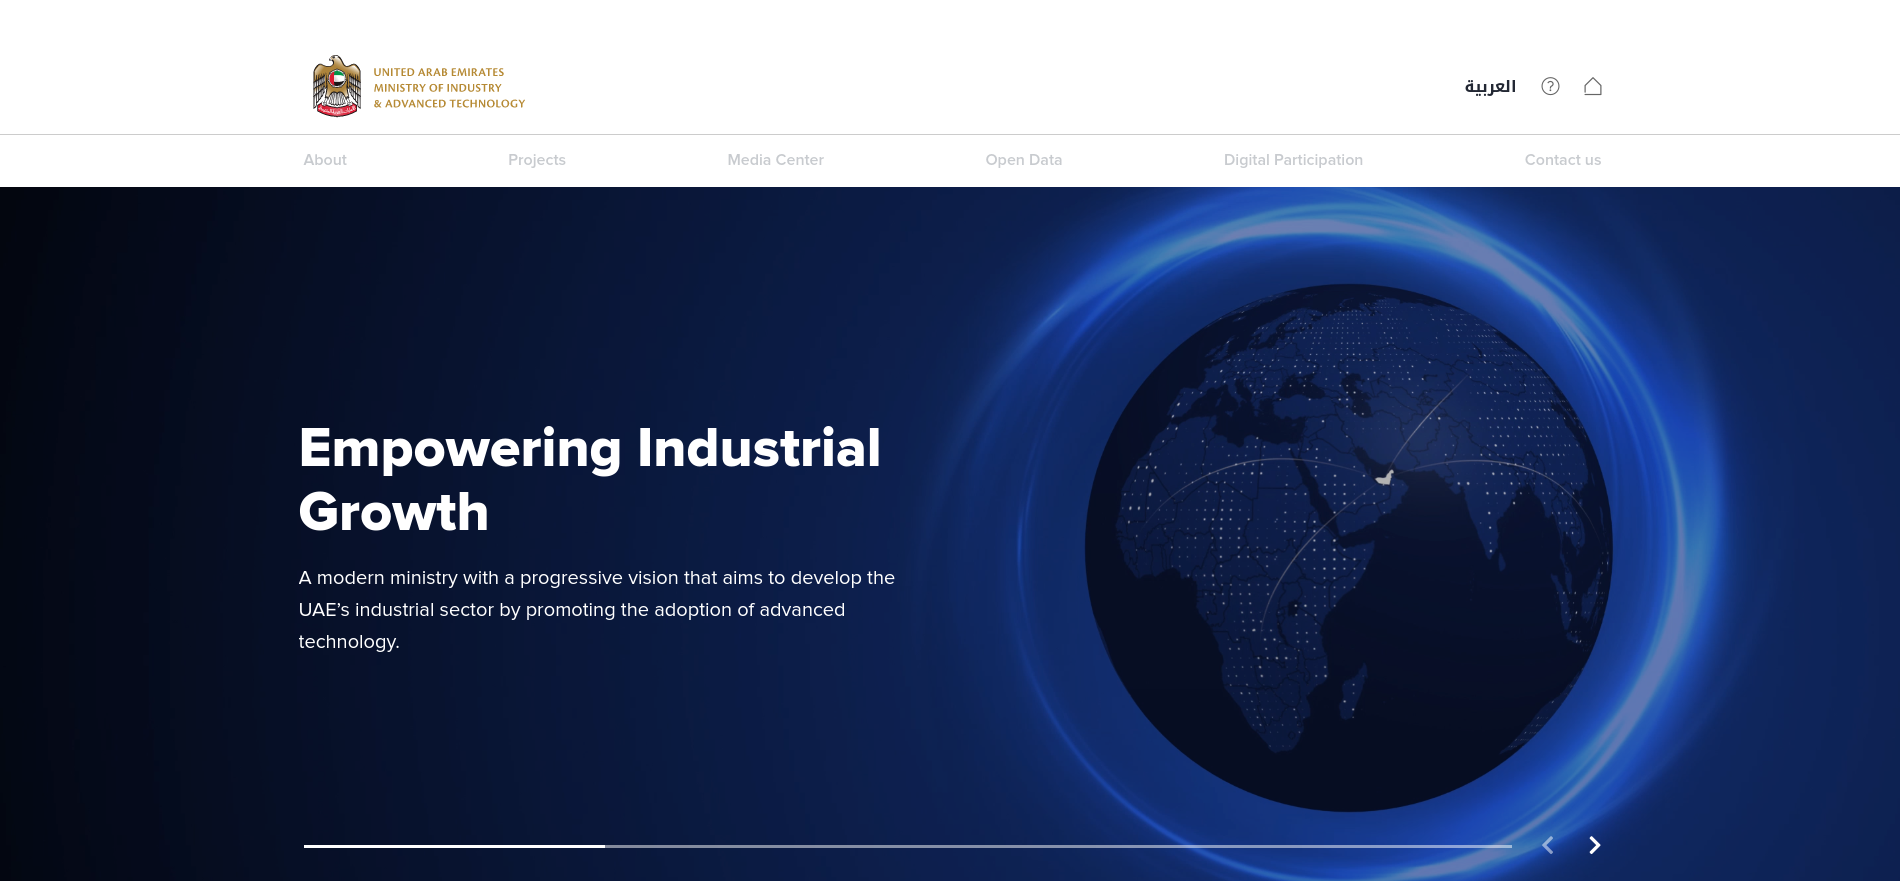 UNITED ARAB EMIRATES
MINISTRY OF INDUSTRY
& ADVANCED TECHNOLOGY
العربية
About
Projects
Media Center
Open Data
Digital Participation
Contact us
Empowering Industrial
Growth
A modern ministry with a progressive vision that aims to develop the
UAE’s industrial sector by promoting the adoption of advanced
technology.